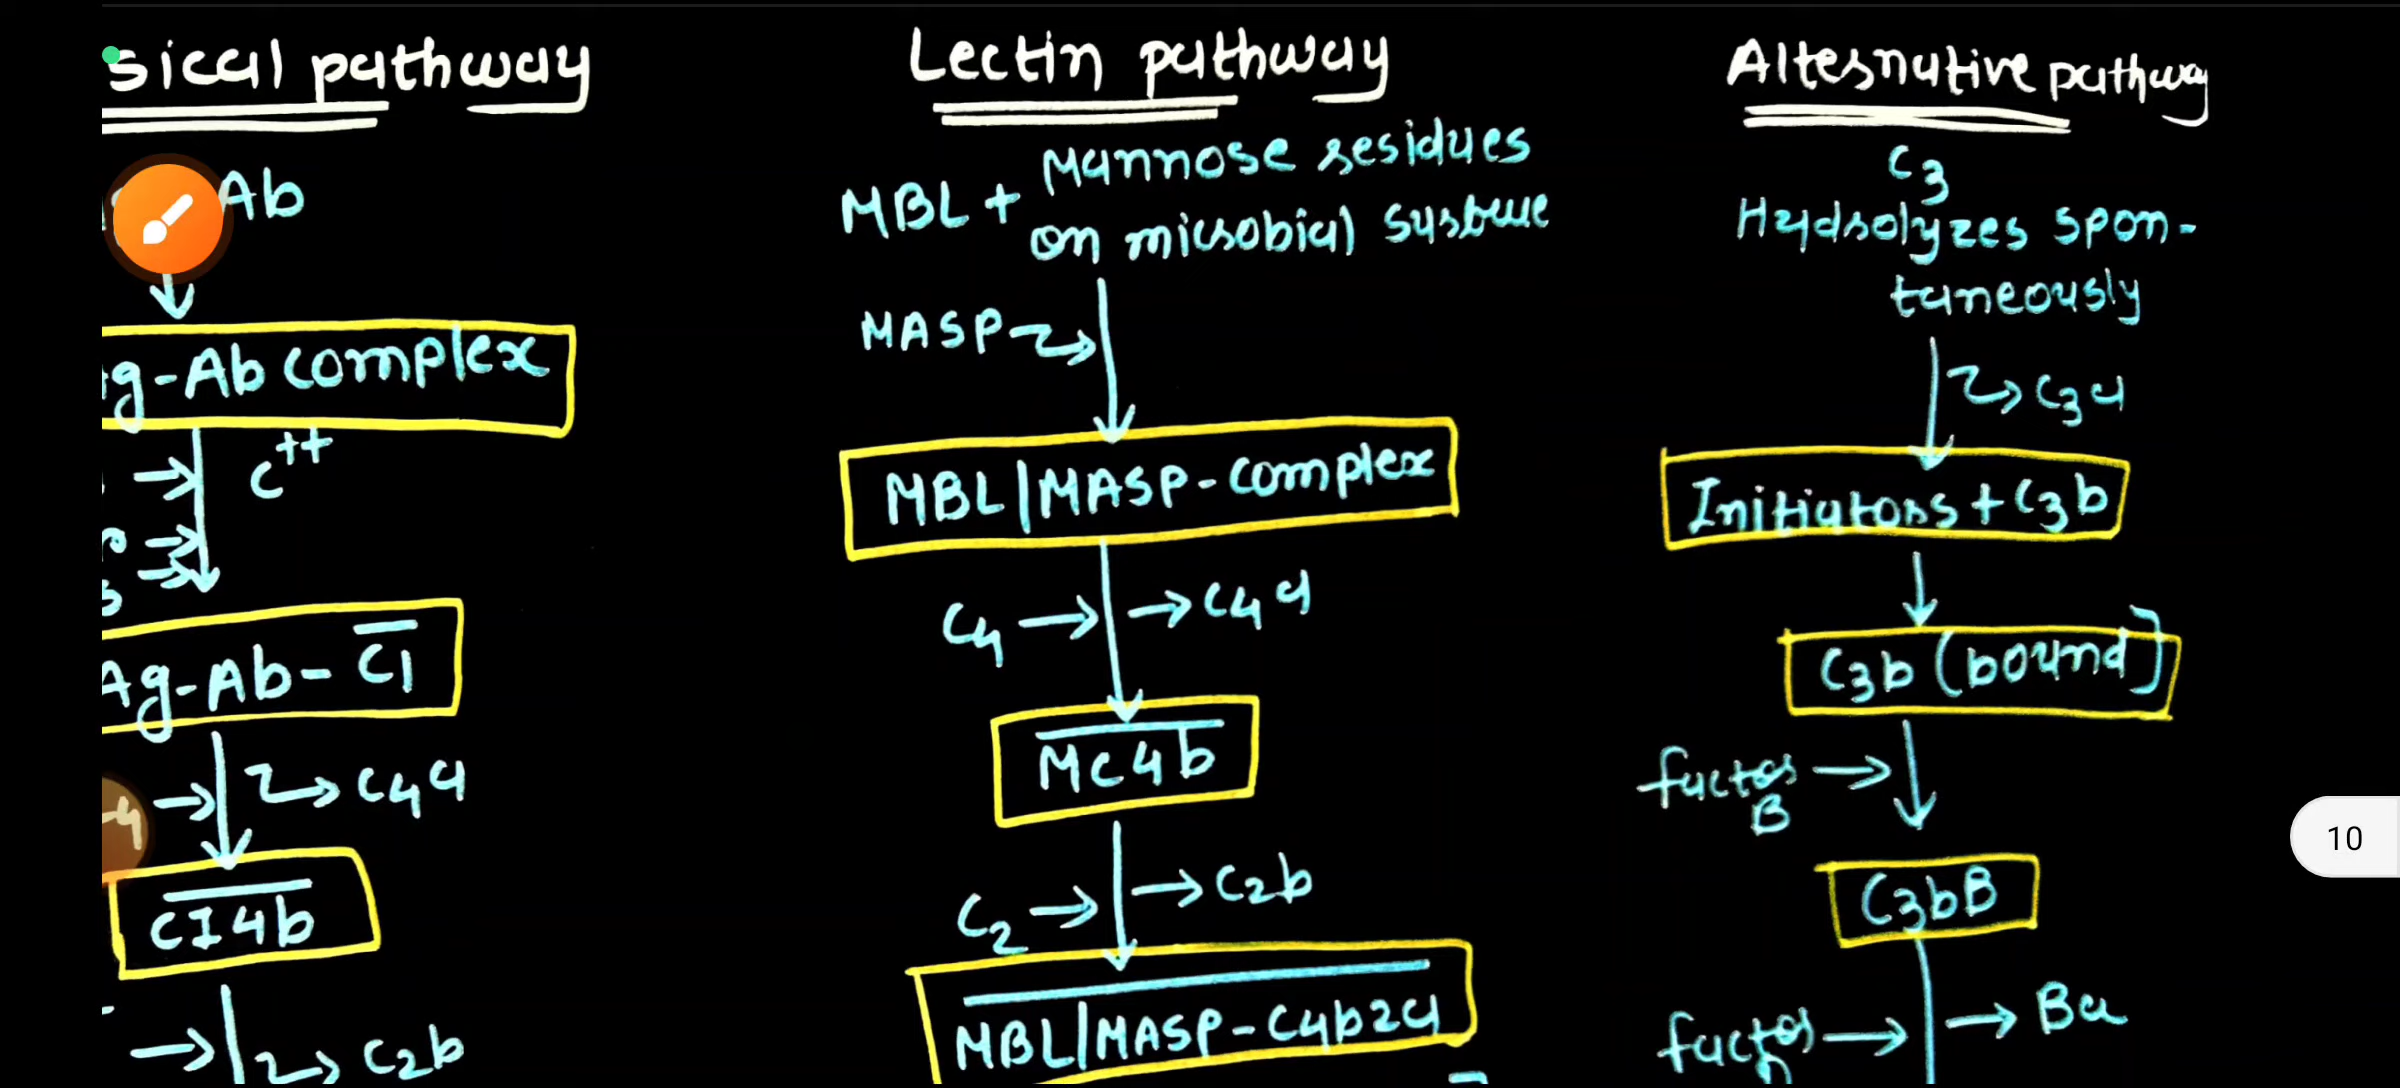 sical pathway
Ab
g-Ab complex
C++
Ag-Ab-C1
C4a
C14b
C2b
Lectin pathway
MBL + Mannose residues
on microbial
MASP
MBL|MASP-complex
C4 C4a
MC4b
C2 C2b
MBL|MASP-C4b2a
Alternative pathway
C3
Hydrolyzes spon-
taneously
C3a
Initiators + C3b
C3b (bound)
factor
B
C3bB
factor Ba
10